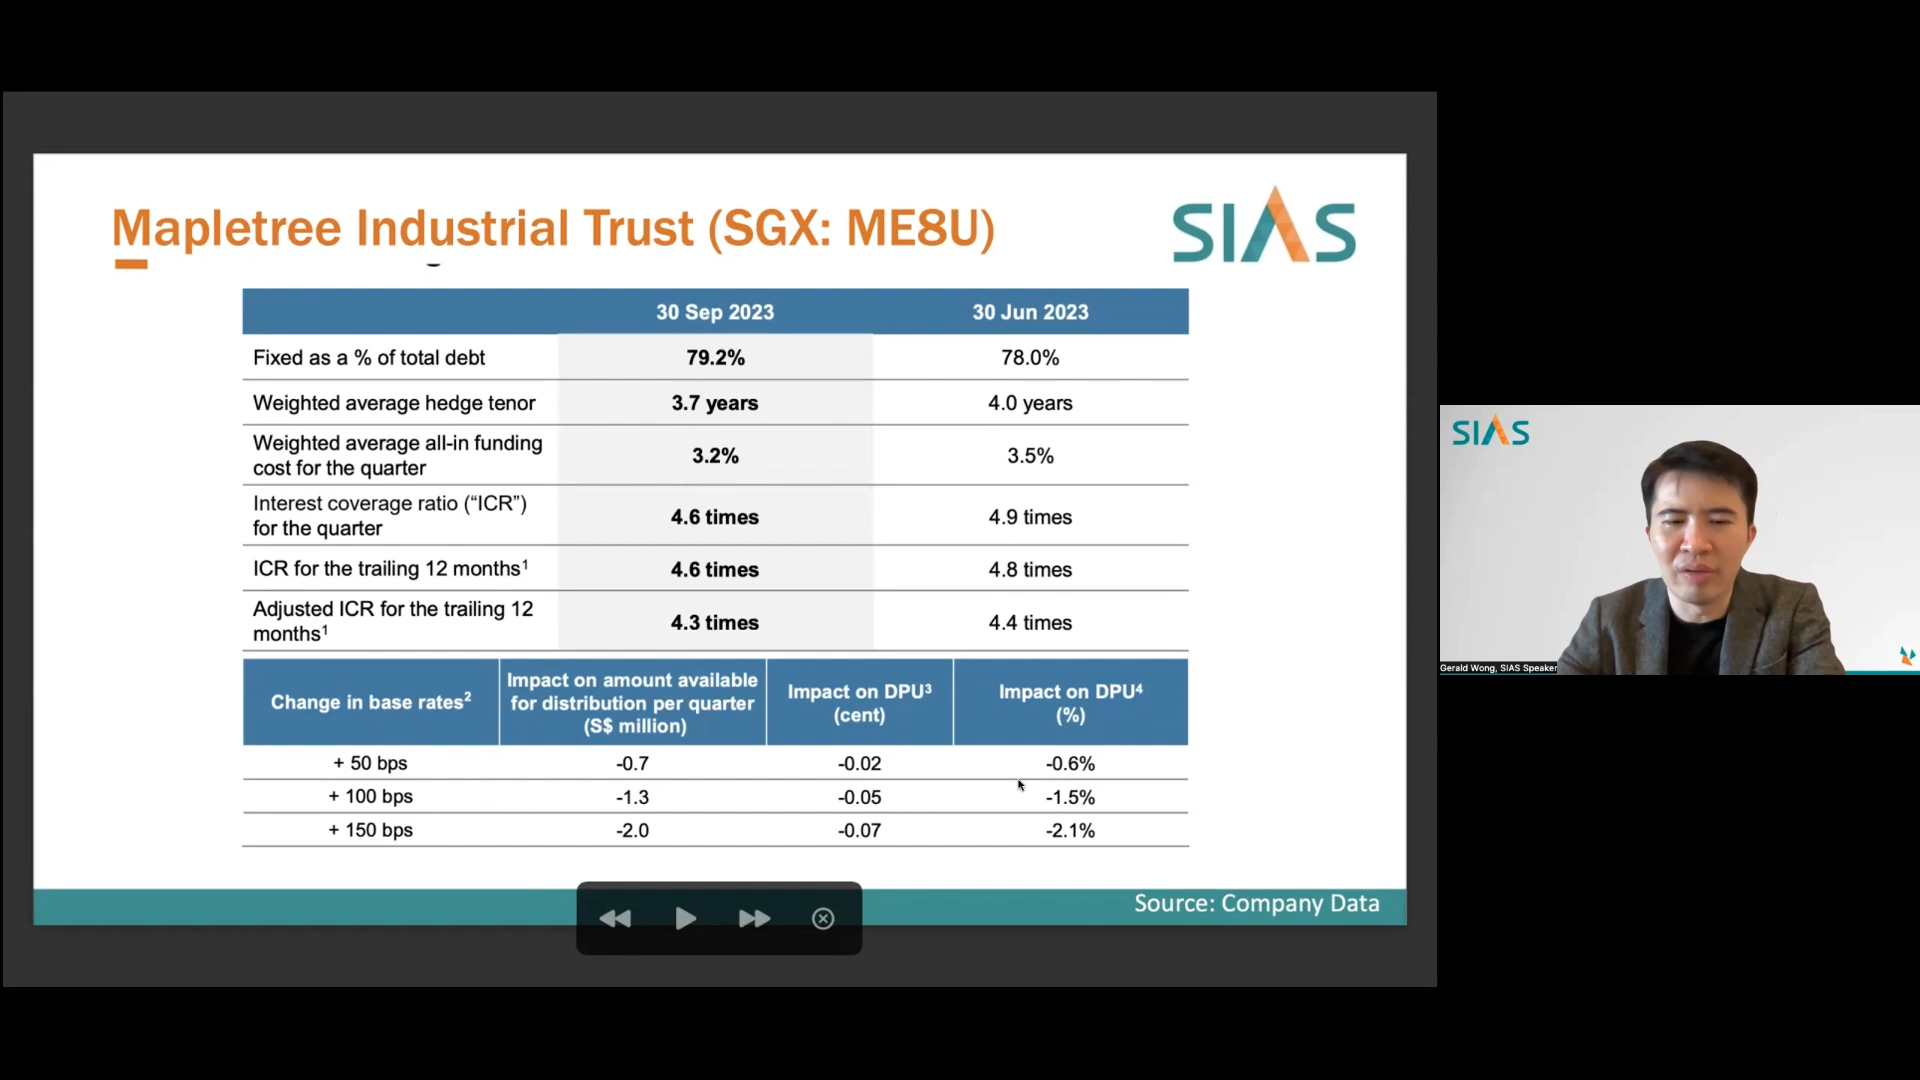 Mapletree Industrial Trust (SGX: ME8U)
SIAS
30 Sep 2023 30 Jun 2023
Fixed as a % of total debt 79.2% 78.0%
Weighted average hedge tenor 3.7 years 4.0 years
Weighted average all-in funding
cost for the quarter 3.2% 3.5%
Interest coverage ratio (“ICR”)
for the quarter 4.6 times 4.9 times
ICR for the trailing 12 months¹ 4.6 times 4.8 times
Adjusted ICR for the trailing 12
months¹ 4.3 times 4.4 times
Change in base rates²
Impact on amount available
for distribution per quarter
(S$ million)
Impact on DPU³
(cent)
Impact on DPU⁴
(%)
+ 50 bps -0.7 -0.02 -0.6%
+ 100 bps -1.3 -0.05 -1.5%
+ 150 bps -2.0 -0.07 -2.1%
Source: Company Data
SIAS
Gerald Wong, SIAS Speaker